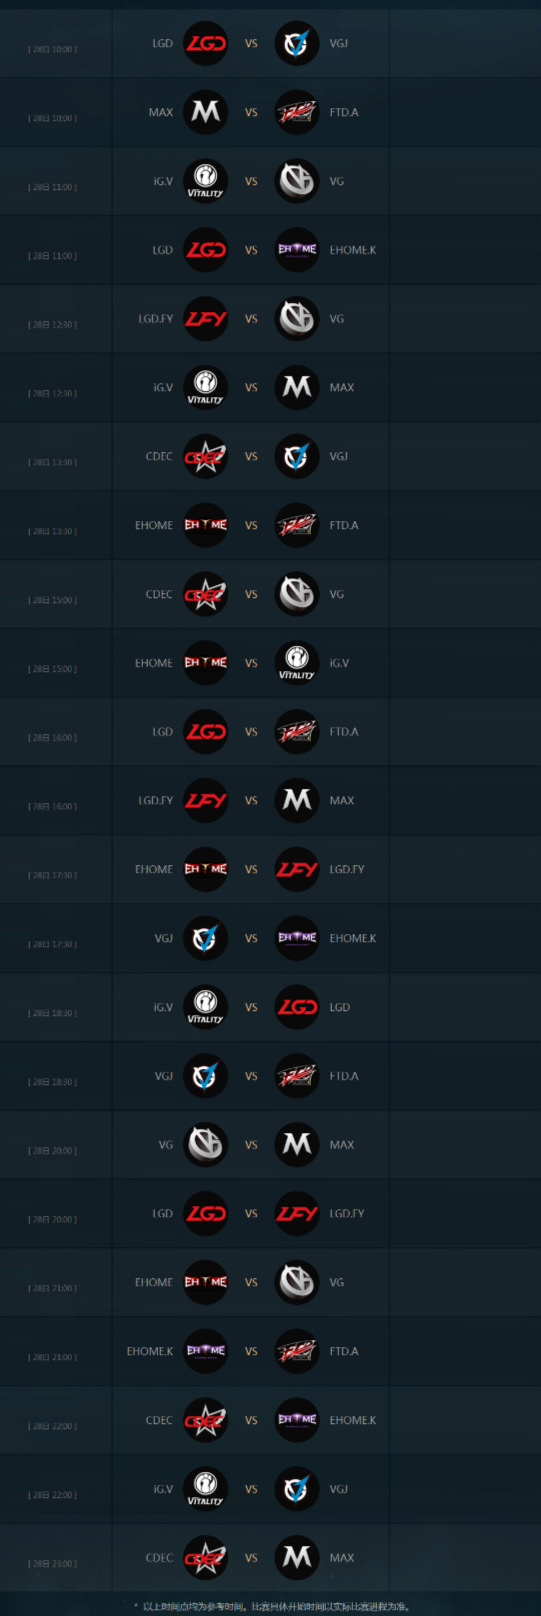 [ 28日 10:00 ] LGD LGD VS VGJ
[ 28日 10:00 ] MAX VS FTD.A
[ 28日 11:00 ] iG.V VITALITY VS VG
[ 28日 11:00 ] LGD LGD VS EHOME EHOME.K
[ 28日 12:30 ] LGD.FY LFY VS VG
[ 28日 12:30 ] iG.V VITALITY VS MAX
[ 28日 13:30 ] CDEC CDEC VS VGJ
[ 28日 13:30 ] EHOME EHOME VS FTD.A
[ 28日 15:00 ] CDEC CDEC VS VG
[ 28日 15:00 ] EHOME EHOME VS VITALITY iG.V
[ 28日 16:00 ] LGD LGD VS FTD.A
[ 28日 16:00 ] LGD.FY LFY VS MAX
[ 28日 17:30 ] EHOME EHOME VS LFY LGD.FY
[ 28日 17:30 ] VGJ VS EHOME EHOME.K
[ 28日 18:30 ] iG.V VITALITY VS LGD LGD
[ 28日 18:30 ] VGJ VS FTD.A
[ 28日 20:00 ] VG VS MAX
[ 28日 20:00 ] LGD LGD VS LFY LGD.FY
[ 28日 21:00 ] EHOME EHOME VS VG
[ 28日 21:00 ] EHOME.K EHOME VS FTD.A
[ 28日 22:00 ] CDEC CDEC VS EHOME EHOME.K
[ 28日 22:00 ] iG.V VITALITY VS VGJ
[ 28日 23:00 ] CDEC CDEC VS MAX
* 以上时间点均为参考时间。比赛具体开始时间以实际比赛进程为准。